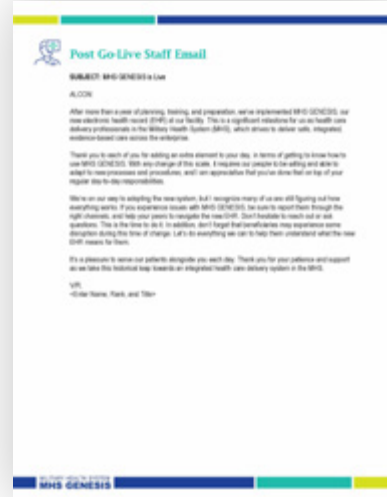 Post Go-Live Staff Email
SUBJECT: MHS GENESIS is Live
ALCON:
After more than a year of planning, training, and preparation, we've implemented MHS GENESIS, our
new electronic health record (EHR) at our facility. This is a significant milestone for us as health care
delivery professionals in the Military Health System (MHS), which strives to deliver safe, integrated,
evidence-based care across the enterprise.
Thank you to each of you for adding an extra element to your day, in terms of getting to know how to
use MHS GENESIS. With any change of this scale, it requires our people to be willing and able to
adapt to new processes and procedures, and I am appreciative that you've done that on top of your
regular day-to-day responsibilities.
We're on our way to adopting the new system, but I recognize many of us are still figuring out how
everything works. If you experience issues with MHS GENESIS, be sure to report them through the
right channels, and help your peers to navigate the new EHR. Don't hesitate to reach out or ask
questions. This is the time to do it. In addition, don't forget that beneficiaries may experience some
disruption during this time of change. Let's do everything we can to help them understand what the new
EHR means for them.
It's a pleasure to serve our patients alongside you each day. Thank you for your patience and support
as we take this historical leap towards an integrated health care delivery system in the MHS.
V/R,
<Enter Name, Rank, and Title>
MILITARY HEALTH SYSTEM
MHS GENESIS